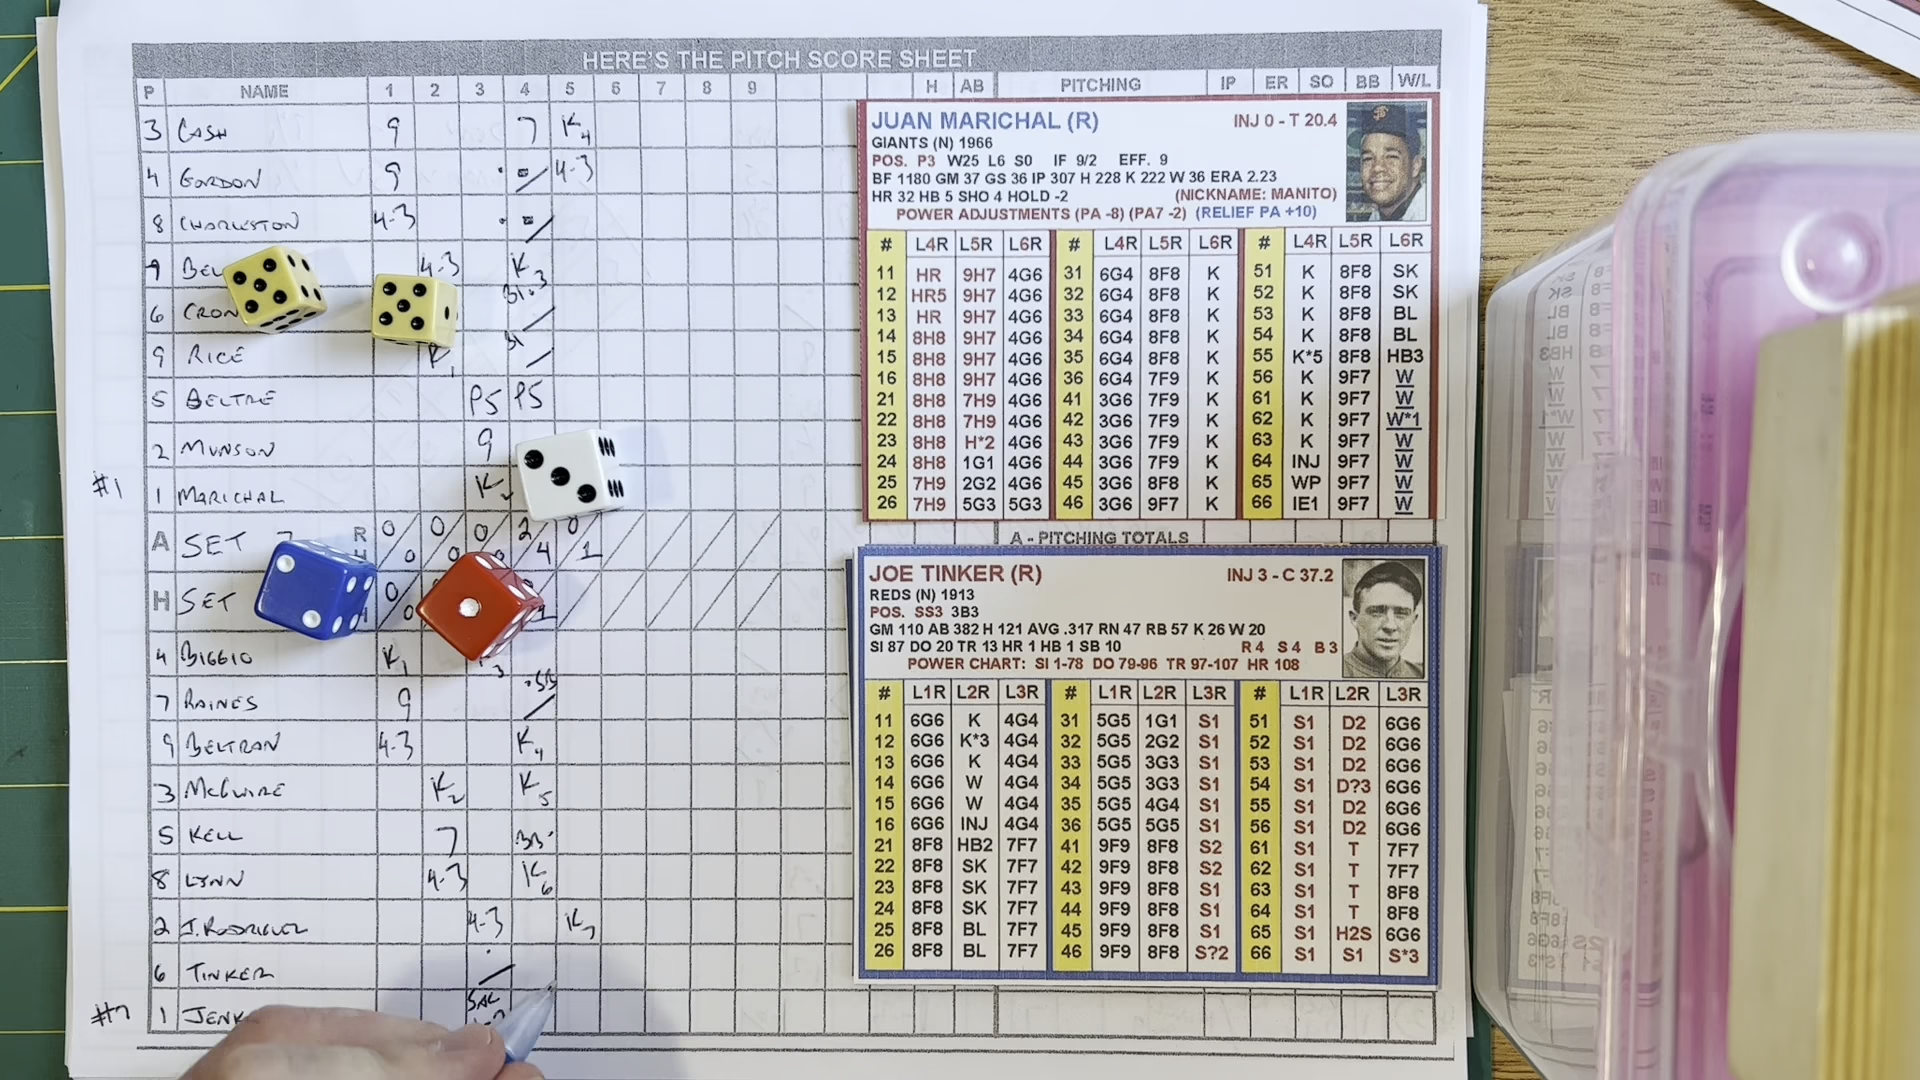 HERE'S THE PITCH SCORE SHEET
P NAME 1 2 3 4 5 6 7 8 9 H AB PITCHING IP ER SO BB W/L
3 CASH 9 7 K4
4 GORDON 9 4-3
8 CHARLESTON 4-3
9 BEL 4-3 K3
6 CRON
9 RICE K1
5 BELTRE P5 P5
2 MUNSON 9
#1 1 MARICHAL K2
A SET R 0 0 0 2 0
0 0 4 1
H SET 0
4 BIGGIO K1 K3
7 RAINES 9
9 BELTRAN 4-3 K4
3 McGWIRE K2 K5
5 KELL 7 BB
8 LYNN 4-3 K6
2 J. RODRIGUEZ 4-3 K7
6 TINKER
#7 1 JENK SAC
JUAN MARICHAL (R) INJ 0 - T 20.4
GIANTS (N) 1966
POS. P3 W25 L6 S0 IF 9/2 EFF. 9
BF 1180 GM 37 GS 36 IP 307 H 228 K 222 W 36 ERA 2.23
HR 32 HB 5 SHO 4 HOLD -2 (NICKNAME: MANITO)
POWER ADJUSTMENTS (PA -8) (PA7 -2) (RELIEF PA +10)
# L4R L5R L6R # L4R L5R L6R # L4R L5R L6R
11 HR 9H7 4G6 31 6G4 8F8 K 51 K 8F8 SK
12 HR5 9H7 4G6 32 6G4 8F8 K 52 K 8F8 SK
13 HR 9H7 4G6 33 6G4 8F8 K 53 K 8F8 BL
14 8H8 9H7 4G6 34 6G4 8F8 K 54 K 8F8 BL
15 8H8 9H7 4G6 35 6G4 8F8 K 55 K*5 8F8 HB3
16 8H8 9H7 4G6 36 6G4 7F9 K 56 K 9F7 W
21 8H8 7H9 4G6 41 3G6 7F9 K 61 K 9F7 W
22 8H8 7H9 4G6 42 3G6 7F9 K 62 K 9F7 W*1
23 8H8 H*2 4G6 43 3G6 7F9 K 63 K 9F7 W
24 8H8 1G1 4G6 44 3G6 7F9 K 64 INJ 9F7 W
25 7H9 2G2 4G6 45 3G6 8F8 K 65 WP 9F7 W
26 7H9 5G3 5G3 46 3G6 9F7 K 66 IE1 9F7 W
A - PITCHING TOTALS
JOE TINKER (R) INJ 3 - C 37.2
REDS (N) 1913
POS. SS3 3B3
GM 110 AB 382 H 121 AVG .317 RN 47 RB 57 K 26 W 20
SI 87 DO 20 TR 13 HR 1 HB 1 SB 10 R 4 S 4 B 3
POWER CHART: SI 1-78 DO 79-96 TR 97-107 HR 108
# L1R L2R L3R # L1R L2R L3R # L1R L2R L3R
11 6G6 K 4G4 31 5G5 1G1 S1 51 S1 D2 6G6
12 6G6 K*3 4G4 32 5G5 2G2 S1 52 S1 D2 6G6
13 6G6 K 4G4 33 5G5 3G3 S1 53 S1 D2 6G6
14 6G6 W 4G4 34 5G5 3G3 S1 54 S1 D?3 6G6
15 6G6 W 4G4 35 5G5 4G4 S1 55 S1 D2 6G6
16 6G6 INJ 4G4 36 5G5 5G5 S1 56 S1 D2 6G6
21 8F8 HB2 7F7 41 9F9 8F8 S2 61 S1 T 7F7
22 8F8 SK 7F7 42 9F9 8F8 S2 62 S1 T 7F7
23 8F8 SK 7F7 43 9F9 8F8 S1 63 S1 T 8F8
24 8F8 SK 7F7 44 9F9 8F8 S1 64 S1 T 8F8
25 8F8 BL 7F7 45 9F9 8F8 S1 65 S1 H2S 6G6
26 8F8 BL 7F7 46 9F9 8F8 S?2 66 S1 S1 S*3